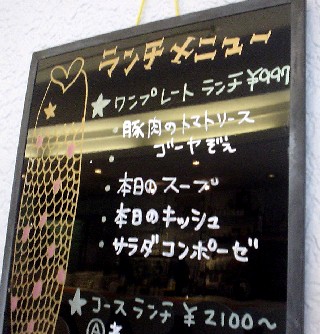 ランチメニュー
★ワンプレートランチ ¥997
・豚肉のトマトソース
・ゴーヤぞえ
・本日のスープ
・本日のキッシュ
・サラダコンポーゼ
★コースランチ ¥2100〜
Ⓐ